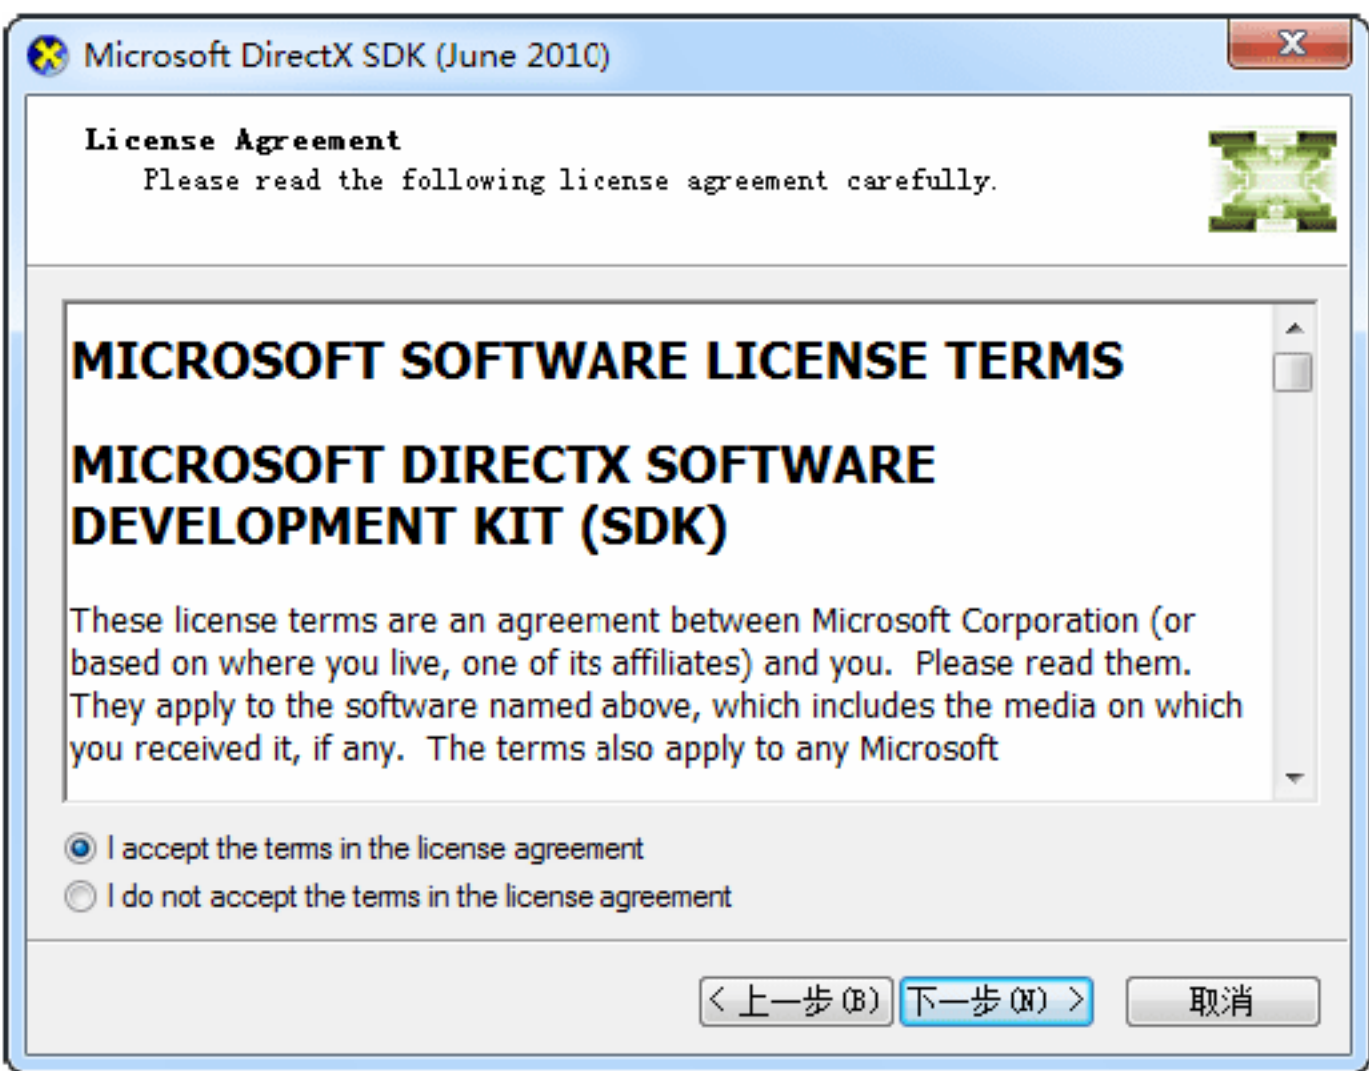 Microsoft DirectX SDK (June 2010)
License Agreement
Please read the following license agreement carefully.
MICROSOFT SOFTWARE LICENSE TERMS
MICROSOFT DIRECTX SOFTWARE
DEVELOPMENT KIT (SDK)
These license terms are an agreement between Microsoft Corporation (or
based on where you live, one of its affiliates) and you.  Please read them.
They apply to the software named above, which includes the media on which
you received it, if any.  The terms also apply to any Microsoft
I accept the terms in the license agreement
I do not accept the terms in the license agreement
< 上一步(B) 下一步(N) > 取消